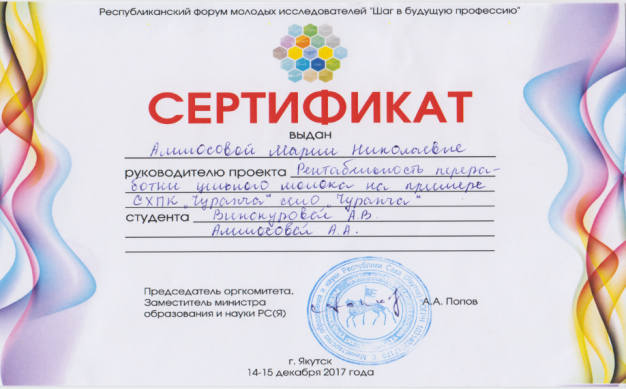 Республиканский форум молодых исследователей "Шаг в будущую профессию"
СЕРТИФИКАТ
выдан
Аммосовой Марии Николаевне
руководителю проекта Рентабельность перера-
ботки цельного молока на примере
СХПК "Чурапча" с. "Чурапча"
студента Винокуровой А.В.
Аммосовой А.А.
Председатель оргкомитета,
Заместитель министра
образования и науки РС(Я)
А.А. Попов
г. Якутск
14-15 декабря 2017 года